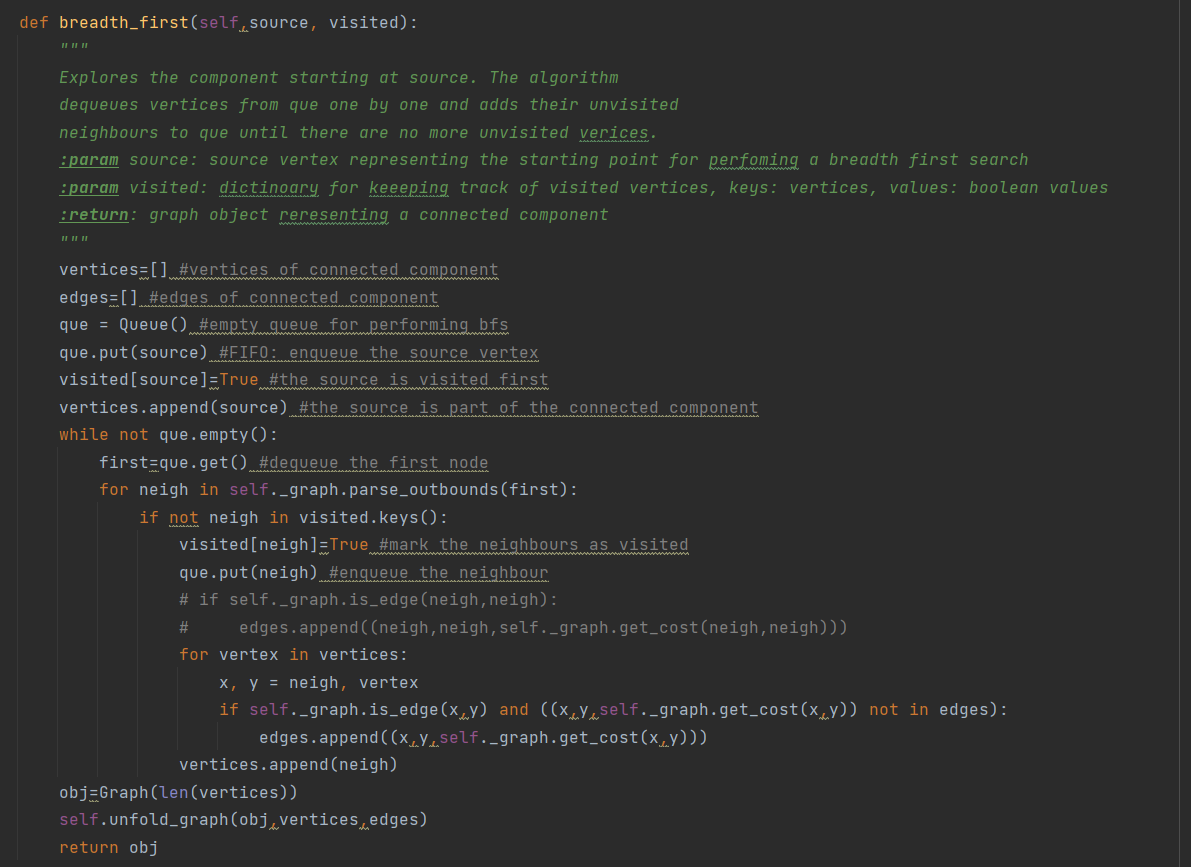 def breadth_first(self,source, visited):
"""
Explores the component starting at source. The algorithm
dequeues vertices from que one by one and adds their unvisited
neighbours to que until there are no more unvisited verices.
:param source: source vertex representing the starting point for perfoming a breadth first search
:param visited: dictinoary for keeeping track of visited vertices, keys: vertices, values: boolean values
:return: graph object reresenting a connected component
"""
vertices=[] #vertices of connected component
edges=[] #edges of connected component
que = Queue() #empty queue for performing bfs
que.put(source) #FIFO: enqueue the source vertex
visited[source]=True #the source is visited first
vertices.append(source) #the source is part of the connected component
while not que.empty():
first=que.get() #dequeue the first node
for neigh in self._graph.parse_outbounds(first):
if not neigh in visited.keys():
visited[neigh]=True #mark the neighbours as visited
que.put(neigh) #enqueue the neighbour
# if self._graph.is_edge(neigh,neigh):
#     edges.append((neigh,neigh,self._graph.get_cost(neigh,neigh)))
for vertex in vertices:
x, y = neigh, vertex
if self._graph.is_edge(x,y) and ((x,y,self._graph.get_cost(x,y)) not in edges):
edges.append((x,y,self._graph.get_cost(x,y)))
vertices.append(neigh)
obj=Graph(len(vertices))
self.unfold_graph(obj,vertices,edges)
return obj